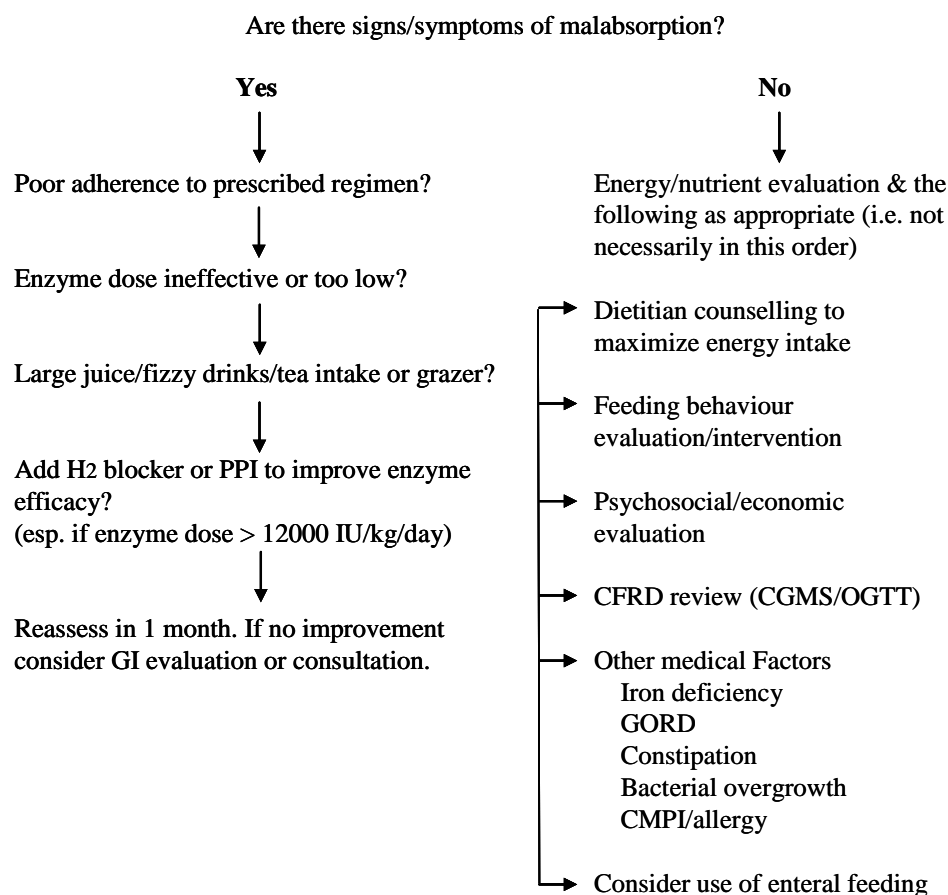 Are there signs/symptoms of malabsorption?
Yes
Poor adherence to prescribed regimen?
Enzyme dose ineffective or too low?
Large juice/fizzy drinks/tea intake or grazer?
Add H2 blocker or PPI to improve enzyme
efficacy?
(esp. if enzyme dose > 12000 IU/kg/day)
Reassess in 1 month. If no improvement
consider GI evaluation or consultation.
No
Energy/nutrient evaluation & the
following as appropriate (i.e. not
necessarily in this order)
Dietitian counselling to
maximize energy intake
Feeding behaviour
evaluation/intervention
Psychosocial/economic
evaluation
CFRD review (CGMS/OGTT)
Other medical Factors
Iron deficiency
GORD
Constipation
Bacterial overgrowth
CMPI/allergy
Consider use of enteral feeding